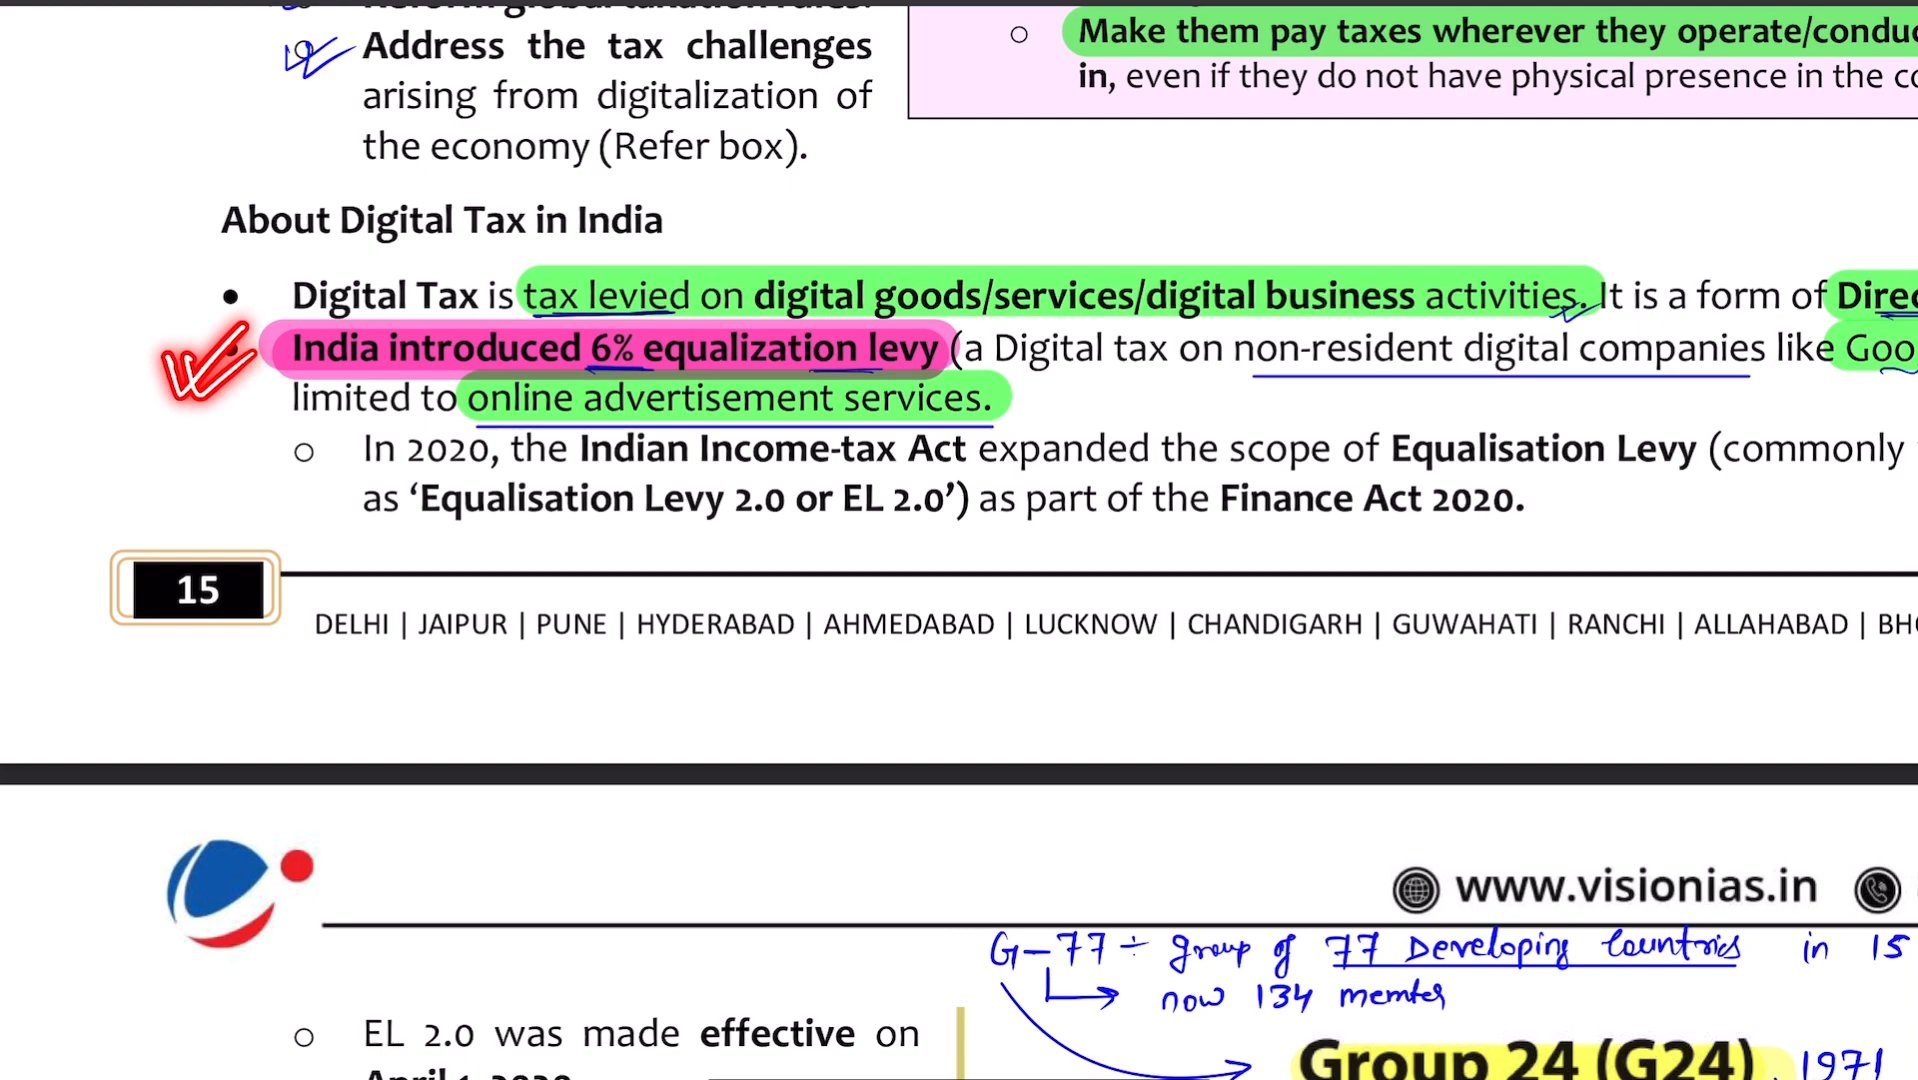 Address the tax challenges
arising from digitalization of
the economy (Refer box).
Make them pay taxes wherever they operate/conduc
in, even if they do not have physical presence in the co
About Digital Tax in India
Digital Tax is tax levied on digital goods/services/digital business activities. It is a form of Direc
India introduced 6% equalization levy (a Digital tax on non-resident digital companies like Goo
limited to online advertisement services.
In 2020, the Indian Income-tax Act expanded the scope of Equalisation Levy (commonly
as ‘Equalisation Levy 2.0 or EL 2.0’) as part of the Finance Act 2020.
15
DELHI | JAIPUR | PUNE | HYDERABAD | AHMEDABAD | LUCKNOW | CHANDIGARH | GUWAHATI | RANCHI | ALLAHABAD | BH
www.visionias.in
G-77 ÷ group of 77 Developing Countries in 15
now 134 member
EL 2.0 was made effective on
April 1, 2020
Group 24 (G24) 1971